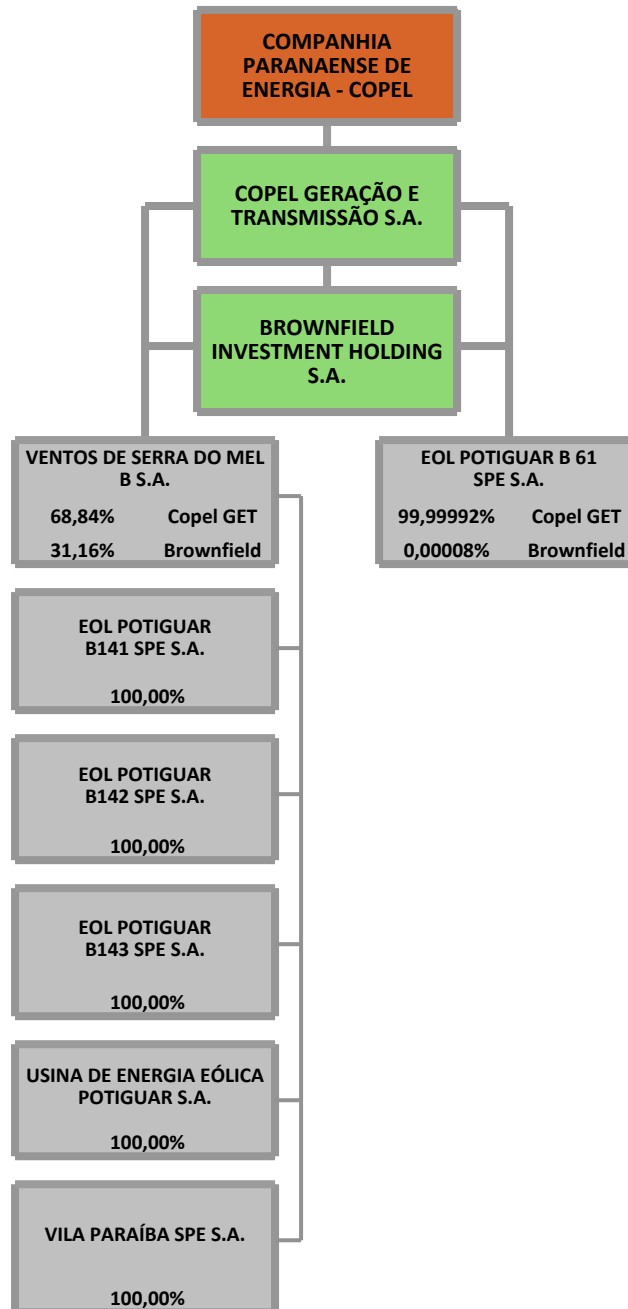 COMPANHIA
PARANAENSE DE
ENERGIA - COPEL
COPEL GERAÇÃO E
TRANSMISSÃO S.A.
BROWNFIELD
INVESTMENT HOLDING
S.A.
VENTOS DE SERRA DO MEL
B S.A.
68,84% Copel GET
31,16% Brownfield
EOL POTIGUAR B 61
SPE S.A.
99,99992% Copel GET
0,00008% Brownfield
EOL POTIGUAR
B141 SPE S.A.
100,00%
EOL POTIGUAR
B142 SPE S.A.
100,00%
EOL POTIGUAR
B143 SPE S.A.
100,00%
USINA DE ENERGIA EÓLICA
POTIGUAR S.A.
100,00%
VILA PARAÍBA SPE S.A.
100,00%